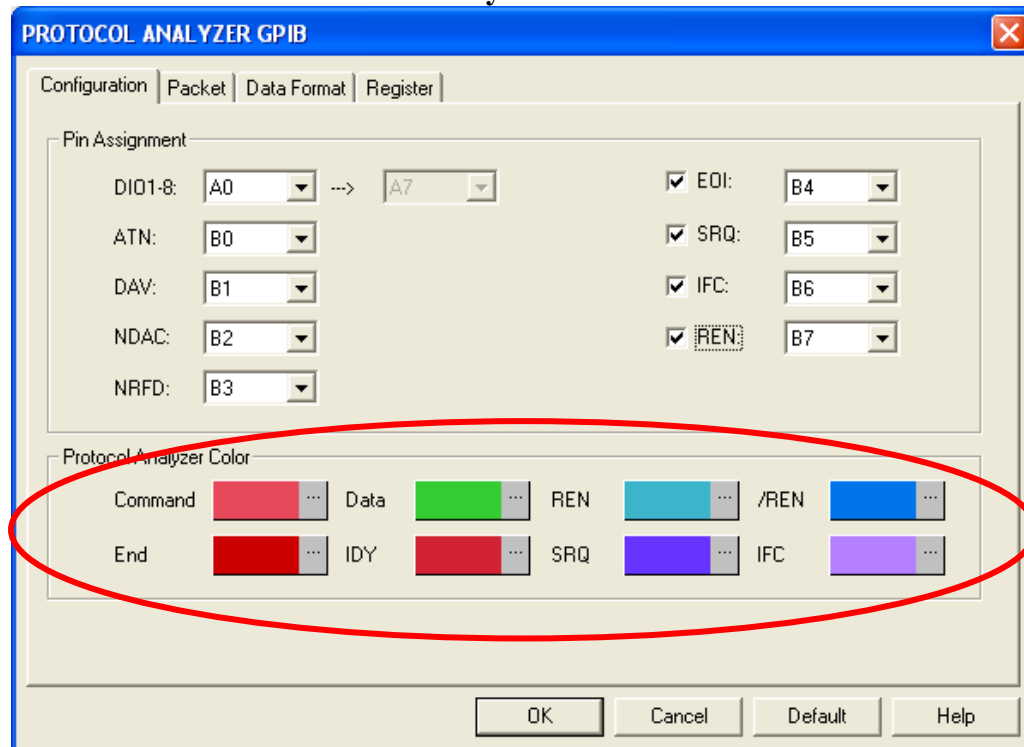 PROTOCOL ANALYZER GPIB
Configuration Packet Data Format Register
Pin Assignment
DIO1-8: A0 ---> A7 EOI: B4
ATN: B0 SRQ: B5
DAV: B1 IFC: B6
NDAC: B2 REN: B7
NRFD: B3
Protocol Analyzer Color
Command ... Data ... REN ... /REN ...
End ... IDY ... SRQ ... IFC ...
OK Cancel Default Help